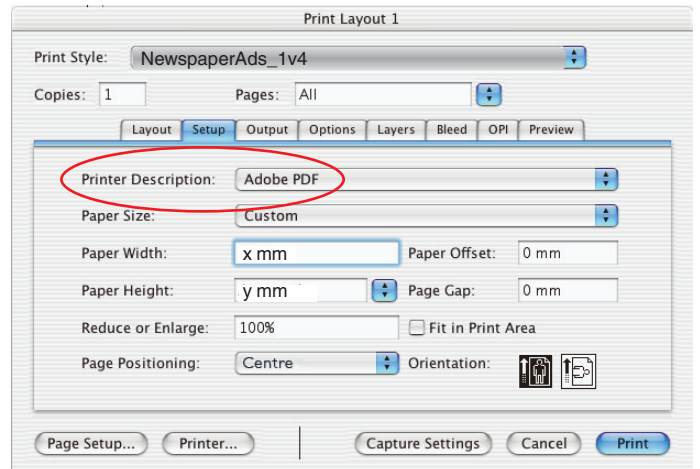 Print Layout 1
Print Style: NewspaperAds_1v4
Copies: 1 Pages: All
Layout Setup Output Options Layers Bleed OPI Preview
Printer Description: Adobe PDF
Paper Size: Custom
Paper Width: x mm Paper Offset: 0 mm
Paper Height: y mm Page Gap: 0 mm
Reduce or Enlarge: 100% Fit in Print Area
Page Positioning: Centre Orientation:
Page Setup... Printer... Capture Settings Cancel Print